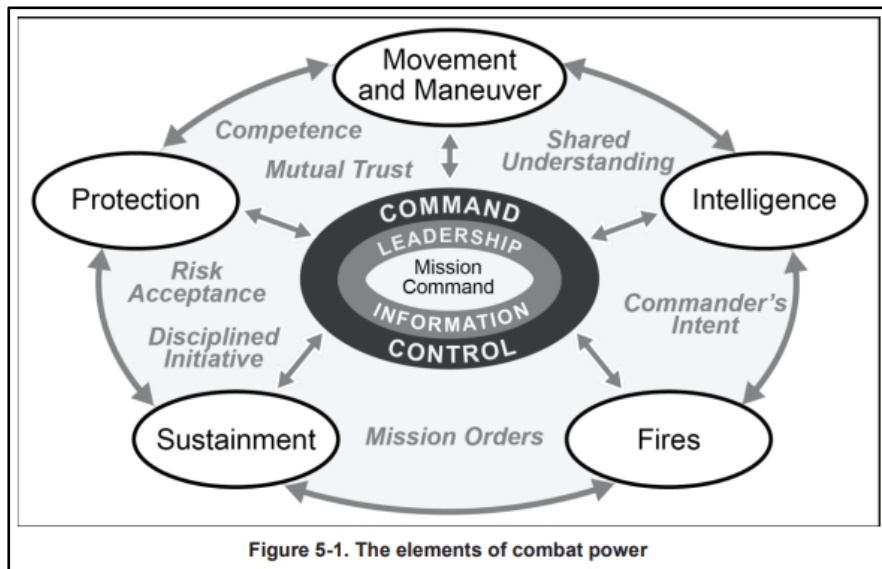 Movement
and Maneuver
Competence
Mutual Trust
Shared
Understanding
Protection
COMMAND
LEADERSHIP
Mission
Command
INFORMATION
CONTROL
Intelligence
Risk
Acceptance
Disciplined
Initiative
Commander's
Intent
Sustainment
Mission Orders
Fires
Figure 5-1. The elements of combat power